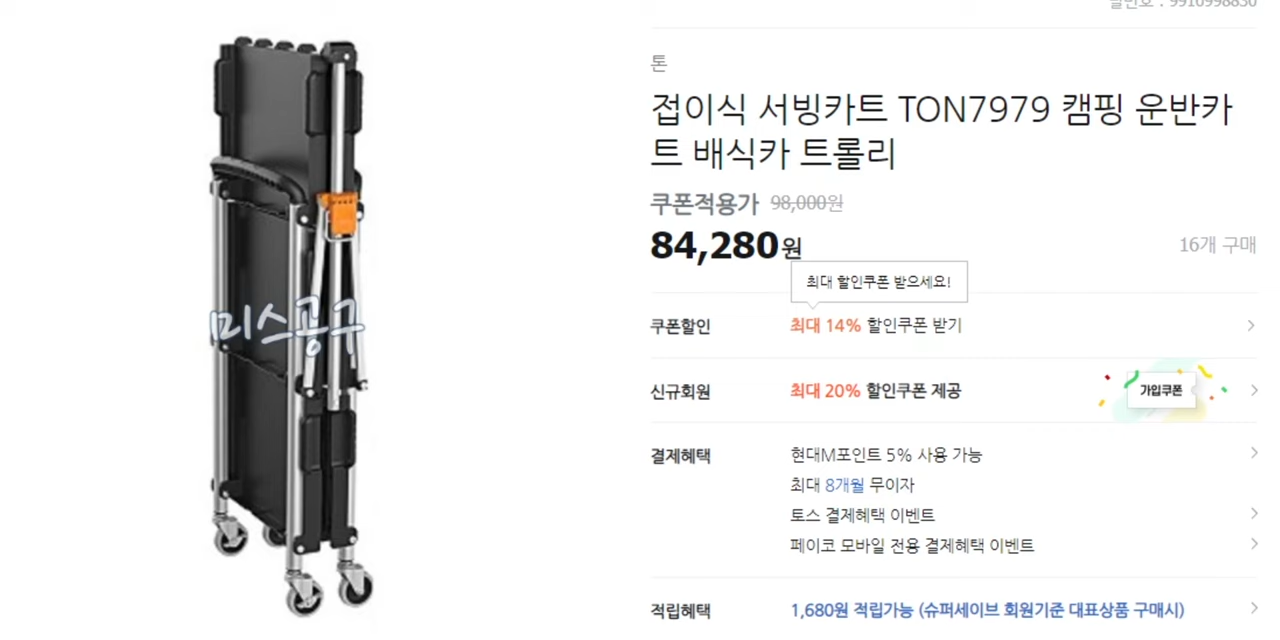 9910998830
톤
접이식 서빙카트 TON7979 캠핑 운반카
트 배식카 트롤리
쿠폰적용가 98,000원
84,280원
16개 구매
최대 할인쿠폰 받으세요!
쿠폰할인 최대 14% 할인쿠폰 받기
신규회원 최대 20% 할인쿠폰 제공 가입쿠폰
결제혜택 현대M포인트 5% 사용 가능
최대 8개월 무이자
토스 결제혜택 이벤트
페이코 모바일 전용 결제혜택 이벤트
적립혜택 1,680원 적립가능 (슈퍼세이브 회원기준 대표상품 구매시)
미스공구